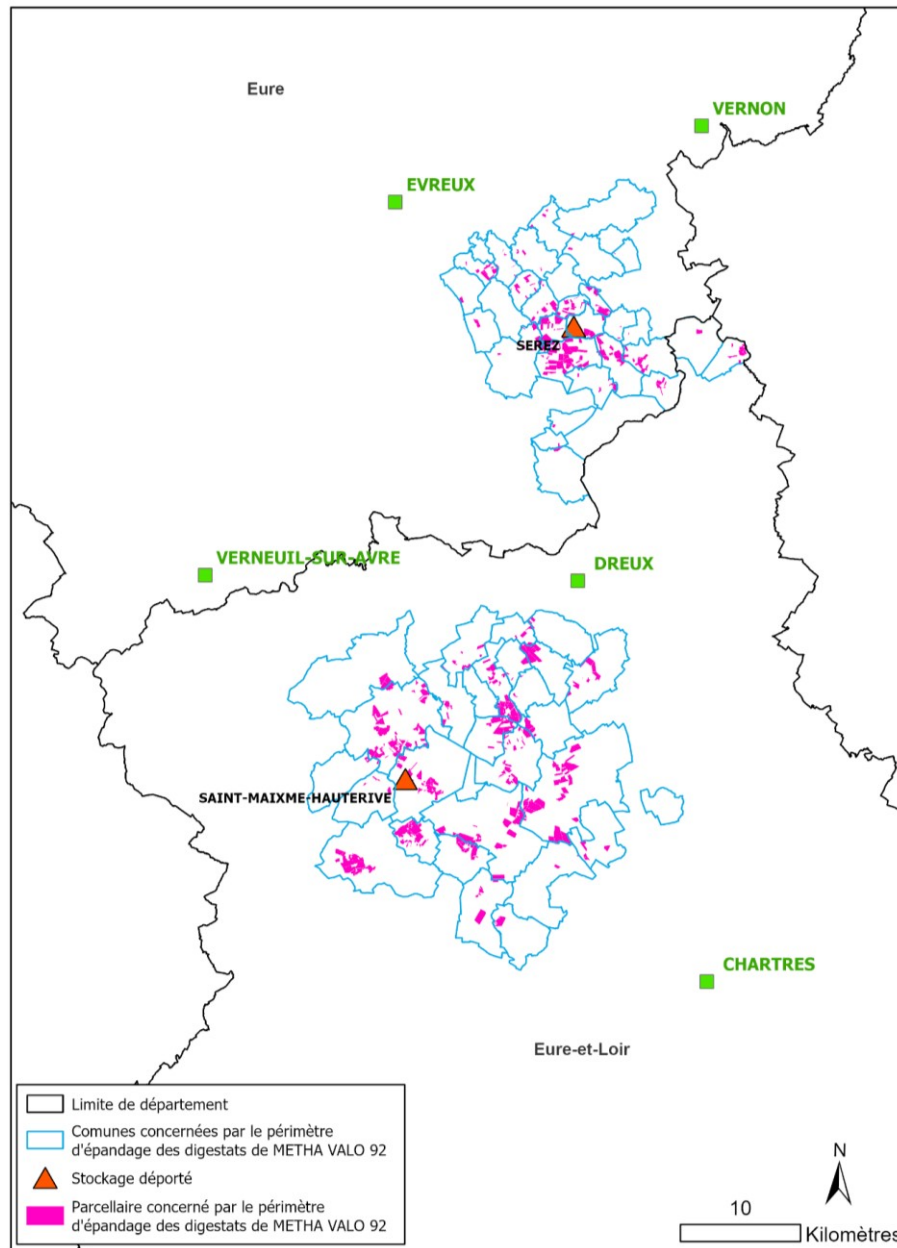 Eure
VERNON
EVREUX
SEREZ
VERNEUIL-SUR-AVRE
DREUX
SAINT-MAIXME-HAUTERIVE
CHARTRES
Eure-et-Loir
Limite de département
Comunes concernées par le périmètre
d'épandage des digestats de METHA VALO 92
Stockage déporté
Parcellaire concerné par le périmètre
d'épandage des digestats de METHA VALO 92
N
10
Kilomètres